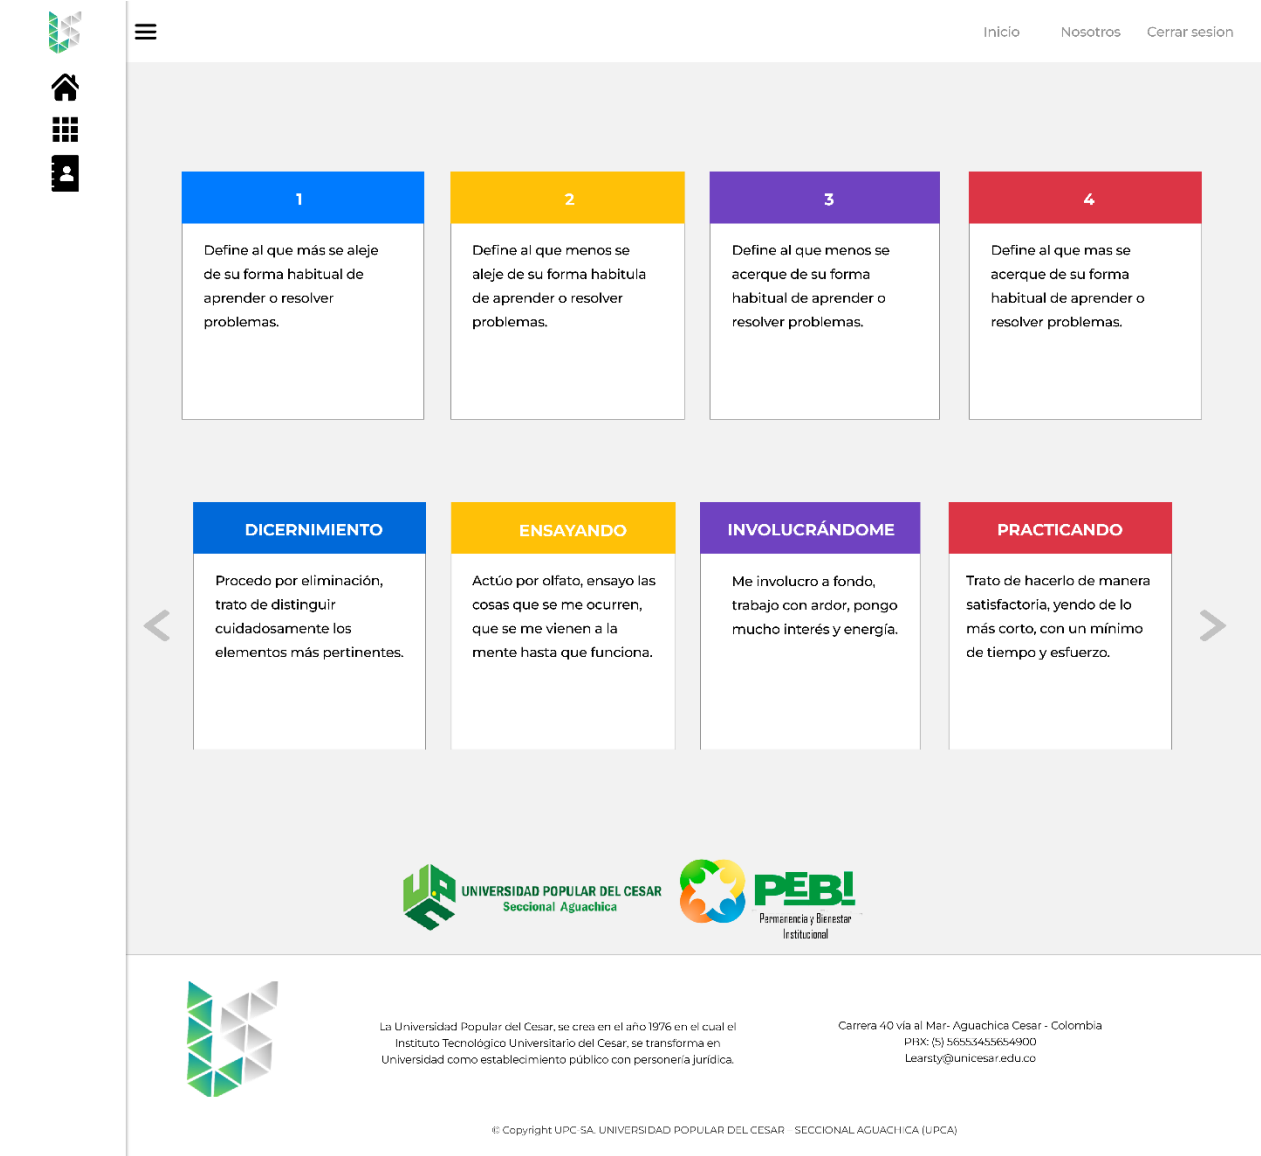 Inicio Nosotros Cerrar sesion
1
Define al que más se aleje
de su forma habitual de
aprender o resolver
problemas.
2
Define al que menos se
aleje de su forma habitula
de aprender o resolver
problemas.
3
Define al que menos se
acerque de su forma
habitual de aprender o
resolver problemas.
4
Define al que mas se
acerque de su forma
habitual de aprender o
resolver problemas.
DICERNIMIENTO
Procedo por eliminación,
trato de distinguir
cuidadosamente los
elementos más pertinentes.
ENSAYANDO
Actúo por olfato, ensayo las
cosas que se me ocurren,
que se me vienen a la
mente hasta que funciona.
INVOLUCRÁNDOME
Me involucro a fondo,
trabajo con ardor, pongo
mucho interés y energía.
PRACTICANDO
Trato de hacerlo de manera
satisfactoria, yendo de lo
más corto, con un mínimo
de tiempo y esfuerzo.
UNIVERSIDAD POPULAR DEL CESAR
Seccional Aguachica
PEBI
Permanencia y Bienestar
Institucional
La Universidad Popular del Cesar, se crea en el año 1976 en el cual el
Instituto Tecnológico Universitario del Cesar, se transforma en
Universidad como establecimiento público con personería jurídica.
Carrera 40 vía al Mar- Aguachica Cesar - Colombia
PBX: (5) 56553455654900
Learsty@unicesar.edu.co
© Copyright UPC-SA. UNIVERSIDAD POPULAR DEL CESAR - SECCIONAL AGUACHICA (UPCA)